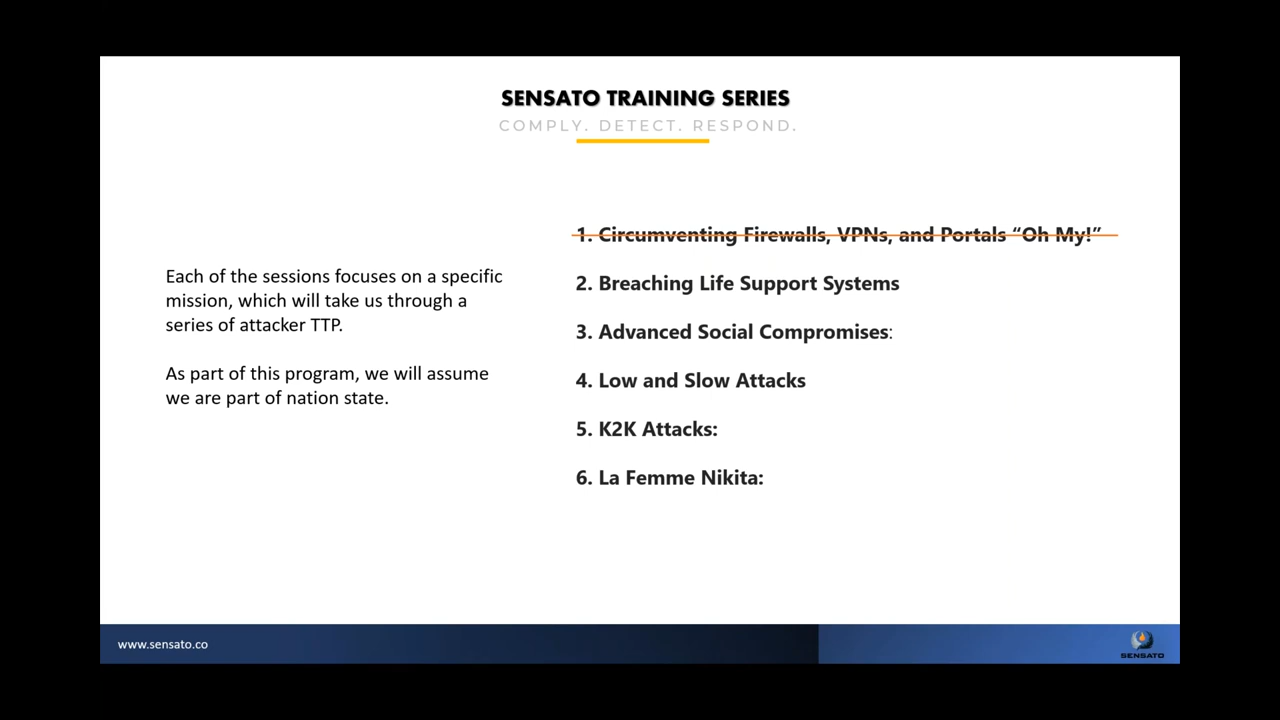 SENSATO TRAINING SERIES
COMPLY. DETECT. RESPOND.
Each of the sessions focuses on a specific
mission, which will take us through a
series of attacker TTP.
As part of this program, we will assume
we are part of nation state.
1. Circumventing Firewalls, VPNs, and Portals “Oh My!”
2. Breaching Life Support Systems
3. Advanced Social Compromises:
4. Low and Slow Attacks
5. K2K Attacks:
6. La Femme Nikita:
www.sensato.co
SENSATO